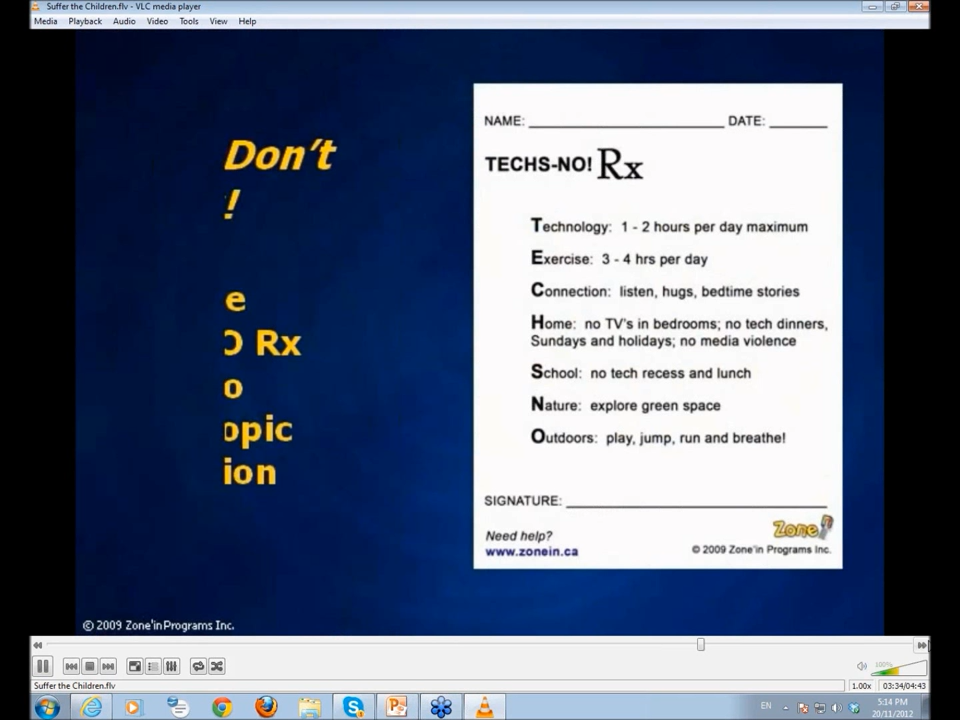 Suffer the Children.flv - VLC media player
Media Playback Audio Video Tools View Help
Don't
!
e
O Rx
o
opic
ion
NAME: DATE:
TECHS-NO! Rx
Technology: 1 - 2 hours per day maximum
Exercise: 3 - 4 hrs per day
Connection: listen, hugs, bedtime stories
Home: no TV's in bedrooms; no tech dinners,
Sundays and holidays; no media violence
School: no tech recess and lunch
Nature: explore green space
Outdoors: play, jump, run and breathe!
SIGNATURE:
Need help?
www.zonein.ca
Zone
© 2009 Zone'in Programs Inc.
© 2009 Zone'in Programs Inc.
100%
Suffer the Children.flv 1.00x 03:34/04:43
EN 5:14 PM
20/11/2012